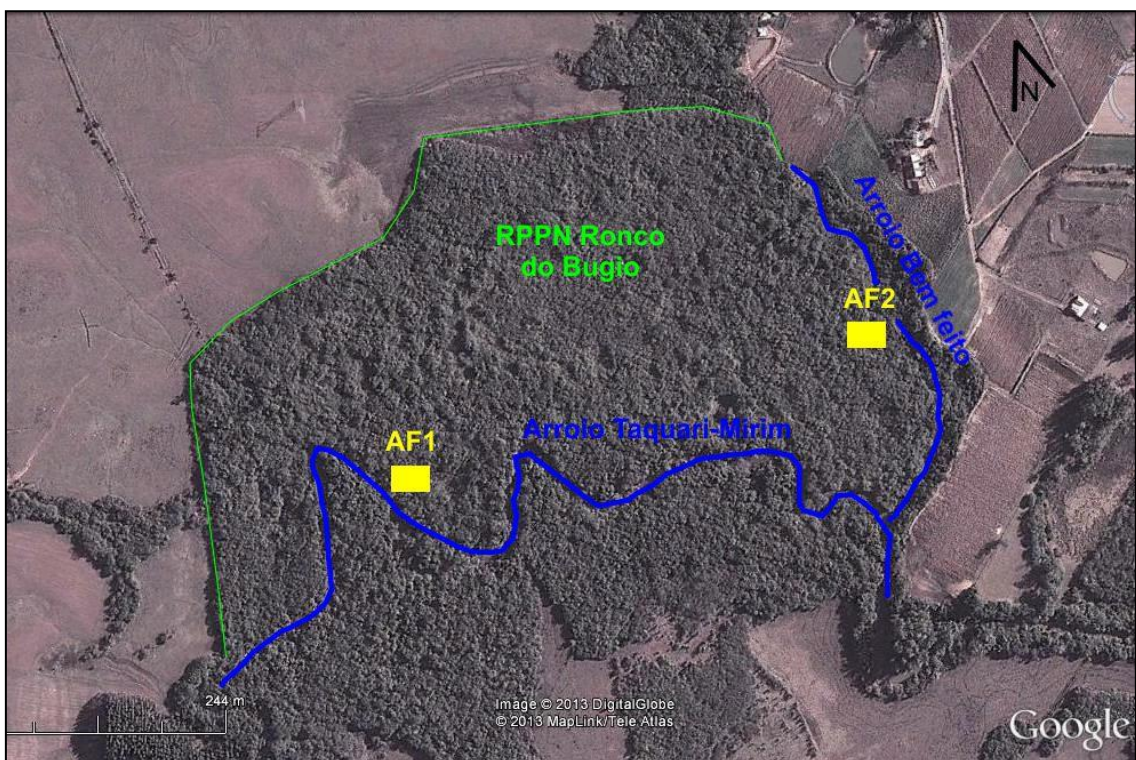 N
Arroio Bem feito
RPPN Ronco
do Bugio
AF2
Arroio Taquari-Mirim
AF1
244 m
Image © 2013 DigitalGlobe
© 2013 MapLink/Tele Atlas
Google